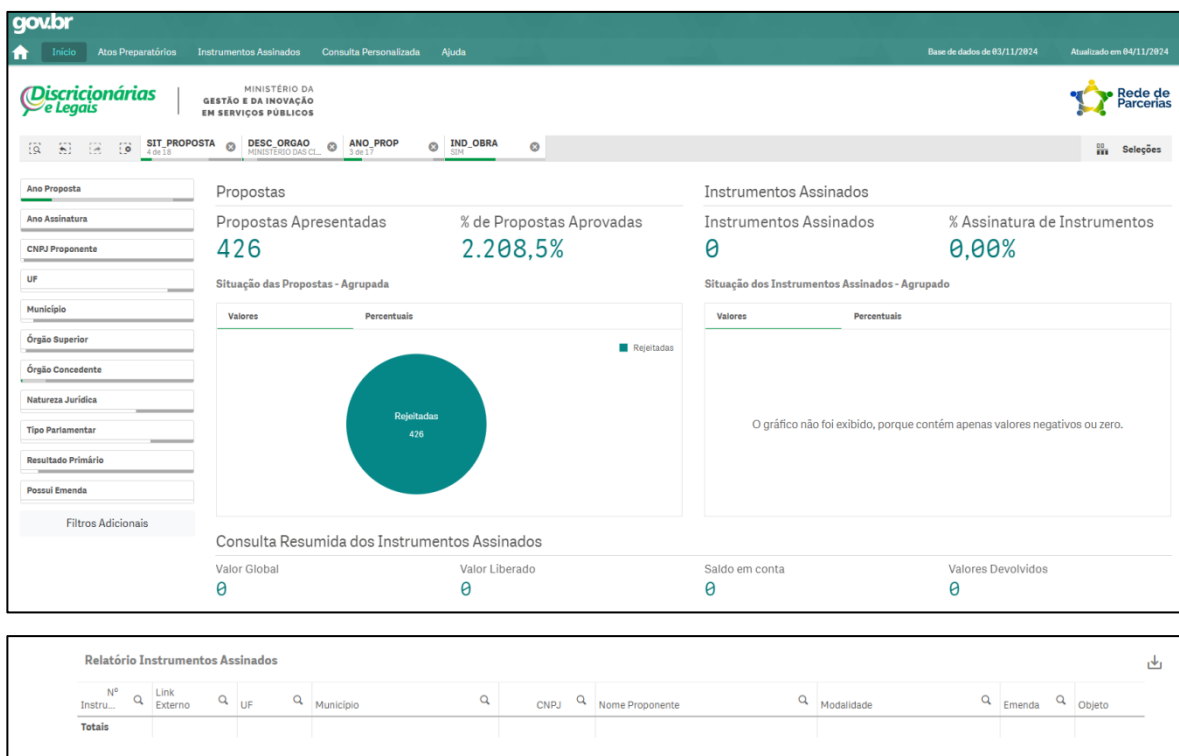 gov.br
Início Atos Preparatórios Instrumentos Assinados Consulta Personalizada Ajuda Base de dados de 03/11/2024 Atualizado em 04/11/2024
Discricionárias
e Legais
MINISTÉRIO DA
GESTÃO E DA INOVAÇÃO
EM SERVIÇOS PÚBLICOS
Rede de
Parcerias
SIT_PROPOSTA
4 de 18
DESC_ORGAO
MINISTÉRIO DAS CI...
ANO_PROP
3 de 17
IND_OBRA
SIM
Seleções
Ano Proposta
Ano Assinatura
CNPJ Proponente
UF
Município
Órgão Superior
Órgão Concedente
Natureza Jurídica
Tipo Parlamentar
Resultado Primário
Possui Emenda
Filtros Adicionais
Propostas
Propostas Apresentadas
426
% de Propostas Aprovadas
2.208,5%
Situação das Propostas - Agrupada
Valores Percentuais
Rejeitadas
Rejeitadas
426
Instrumentos Assinados
Instrumentos Assinados
0
% Assinatura de Instrumentos
0,00%
Situação dos Instrumentos Assinados - Agrupado
Valores Percentuais
O gráfico não foi exibido, porque contém apenas valores negativos ou zero.
Consulta Resumida dos Instrumentos Assinados
Valor Global
0
Valor Liberado
0
Saldo em conta
0
Valores Devolvidos
0
Relatório Instrumentos Assinados
Nº
Instru...
Link
Externo
UF
Município
CNPJ
Nome Proponente
Modalidade
Emenda
Objeto
Totais